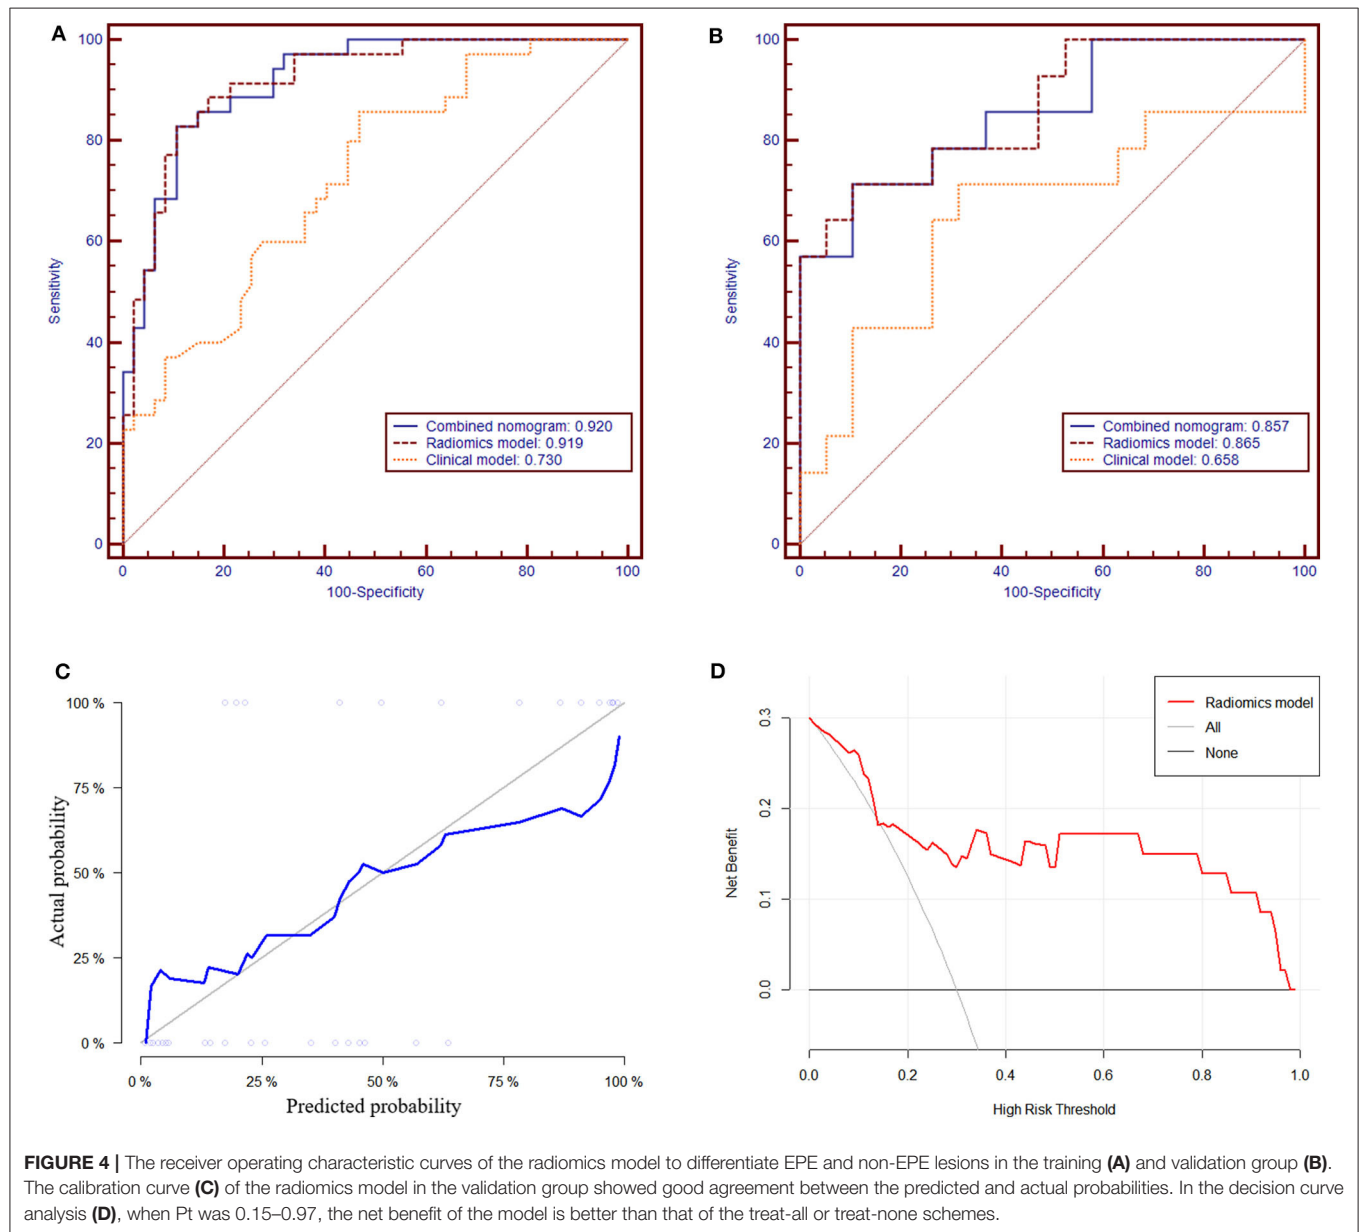 A
100
80
60
40
20
0
Sensitivity
Combined nomogram: 0.920
Radiomics model: 0.919
Clinical model: 0.730
0 20 40 60 80 100
100-Specificity
B
100
80
60
40
20
0
Sensitivity
Combined nomogram: 0.857
Radiomics model: 0.865
Clinical model: 0.658
0 20 40 60 80 100
100-Specificity
C
100 %
75 %
50 %
25 %
0 %
Actual probability
0 % 25 % 50 % 75 % 100 %
Predicted probability
D
0.3
0.2
0.1
0.0
Net Benefit
Radiomics model
All
None
0.0 0.2 0.4 0.6 0.8 1.0
High Risk Threshold
FIGURE 4 | The receiver operating characteristic curves of the radiomics model to differentiate EPE and non-EPE lesions in the training (A) and validation group (B).
The calibration curve (C) of the radiomics model in the validation group showed good agreement between the predicted and actual probabilities. In the decision curve
analysis (D), when Pt was 0.15–0.97, the net benefit of the model is better than that of the treat-all or treat-none schemes.